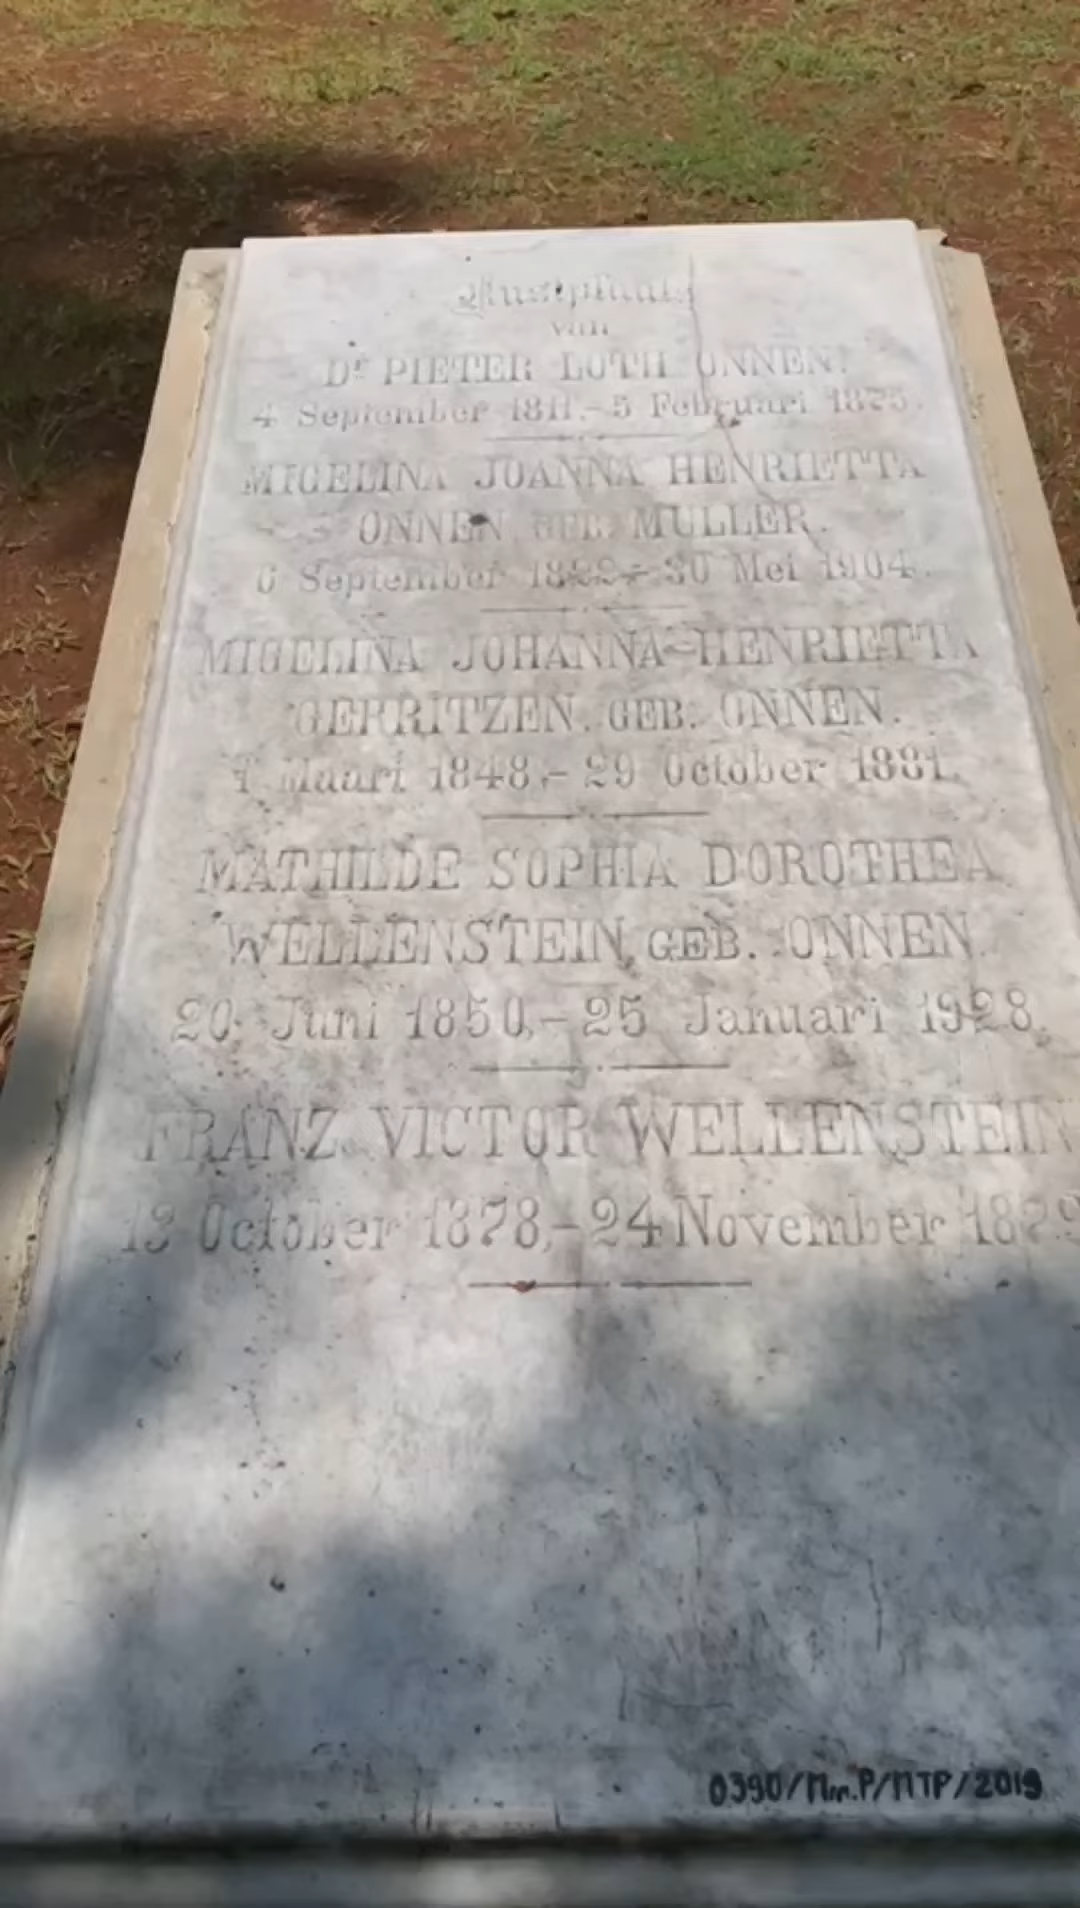 Rustplaats
van
Dr. PIETER LOTH ONNEN.
4 September 1811.- 5 Februari 1875.
MIGELINA JOANNA HENRIETTA
ONNEN GEB. MULLER.
6 September 1822 - 30 Mei 1904.
MIGELINA JOHANNA HENRIETTA
GERRITZEN. GEB. ONNEN.
Maart 1848,- 29 October 1881.
MATHILDE SOPHIA DOROTHEA
WELLENSTEIN, GEB. ONNEN.
20 Juni 1850,- 25 Januari 1928.
FRANZ VICTOR WELLENSTEIN
October 1878,- 24 November 1879
0390/Mm.P/MTP/2019